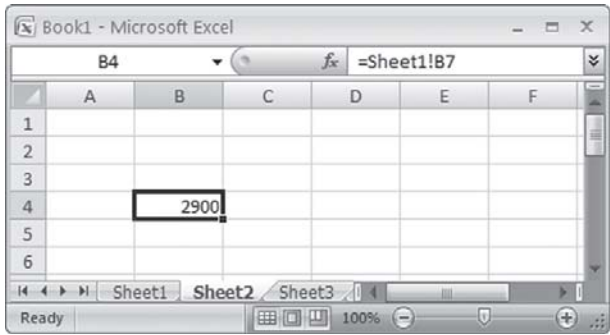 Book1 - Microsoft Excel
B4 fx =Sheet1!B7
A B C D E F
1
2
3
4 2900
5
6
Sheet1 Sheet2 Sheet3
Ready 100%